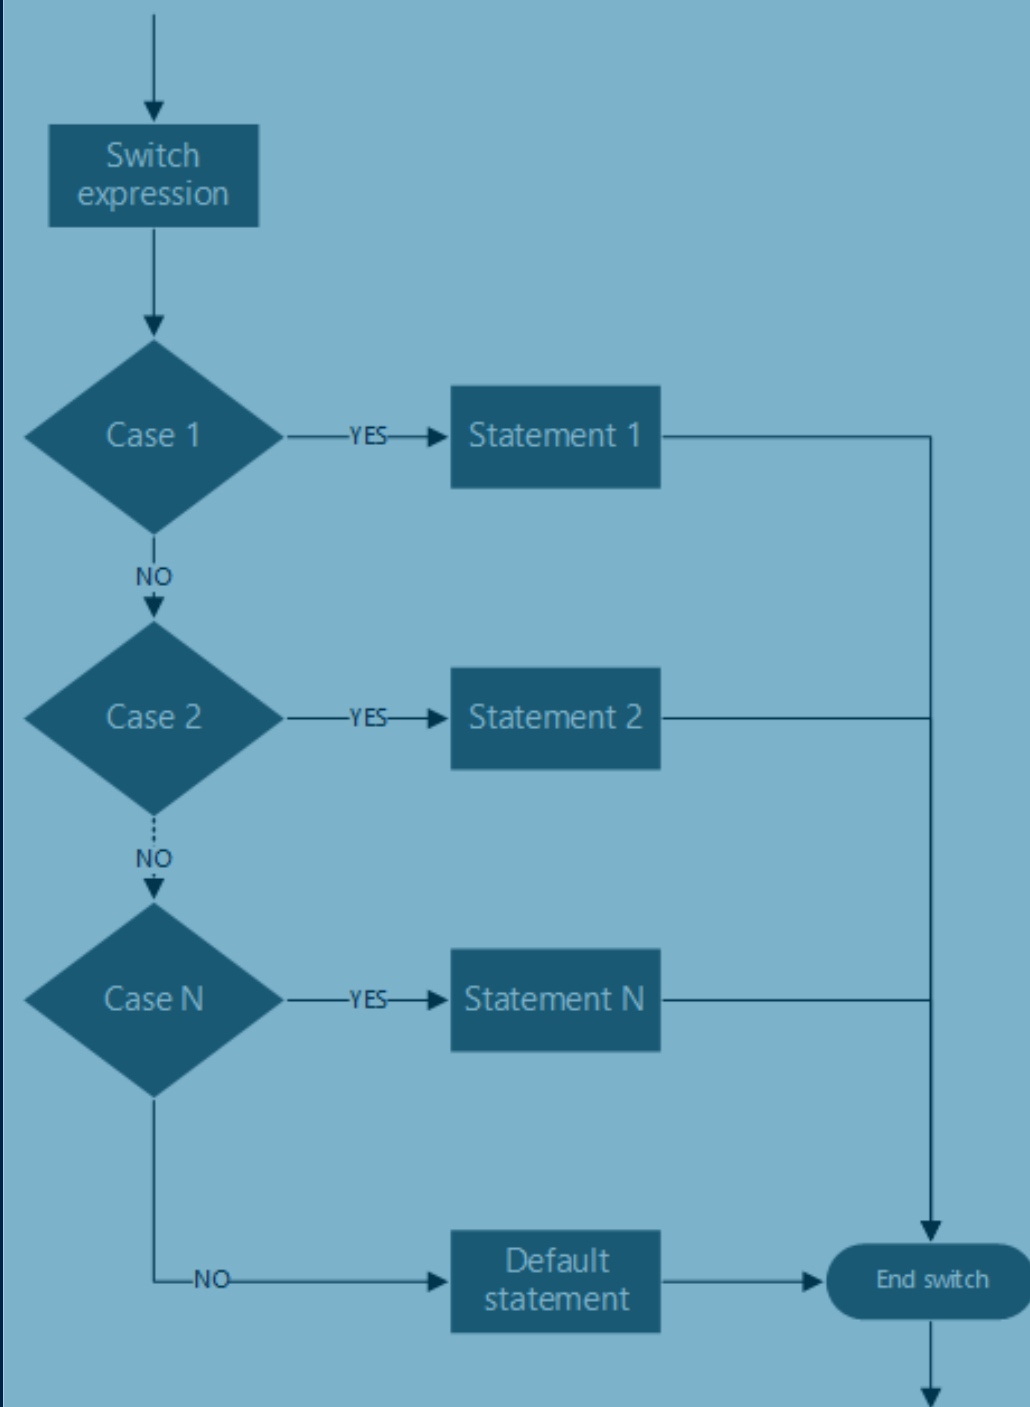 Switch
expression
Case 1
YES
Statement 1
NO
Case 2
YES
Statement 2
NO
Case N
YES
Statement N
NO
Default
statement
End switch